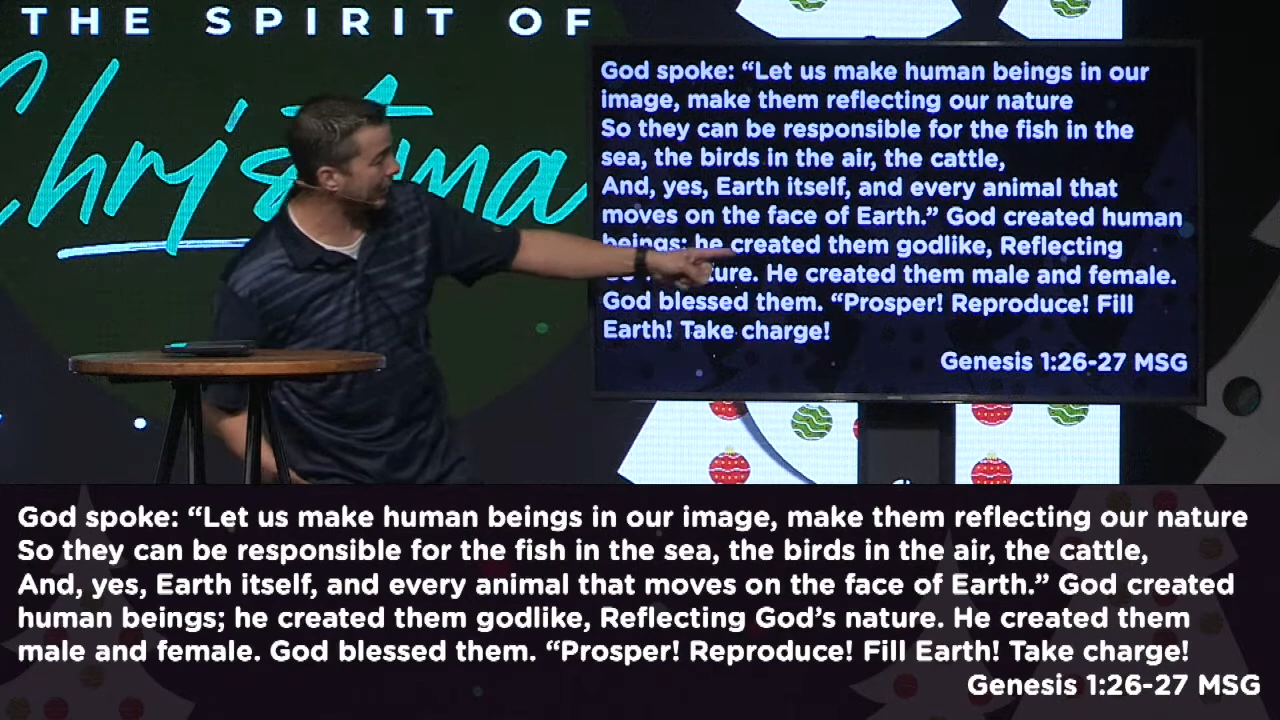 THE SPIRIT OF
Christma
God spoke: “Let us make human beings in our
image, make them reflecting our nature
So they can be responsible for the fish in the
sea, the birds in the air, the cattle,
And, yes, Earth itself, and every animal that
moves on the face of Earth.” God created human
beings; he created them godlike, Reflecting
ture. He created them male and female.
God blessed them. “Prosper! Reproduce! Fill
Earth! Take charge!
Genesis 1:26-27 MSG
God spoke: “Let us make human beings in our image, make them reflecting our nature
So they can be responsible for the fish in the sea, the birds in the air, the cattle,
And, yes, Earth itself, and every animal that moves on the face of Earth.” God created
human beings; he created them godlike, Reflecting God’s nature. He created them
male and female. God blessed them. “Prosper! Reproduce! Fill Earth! Take charge!
Genesis 1:26-27 MSG